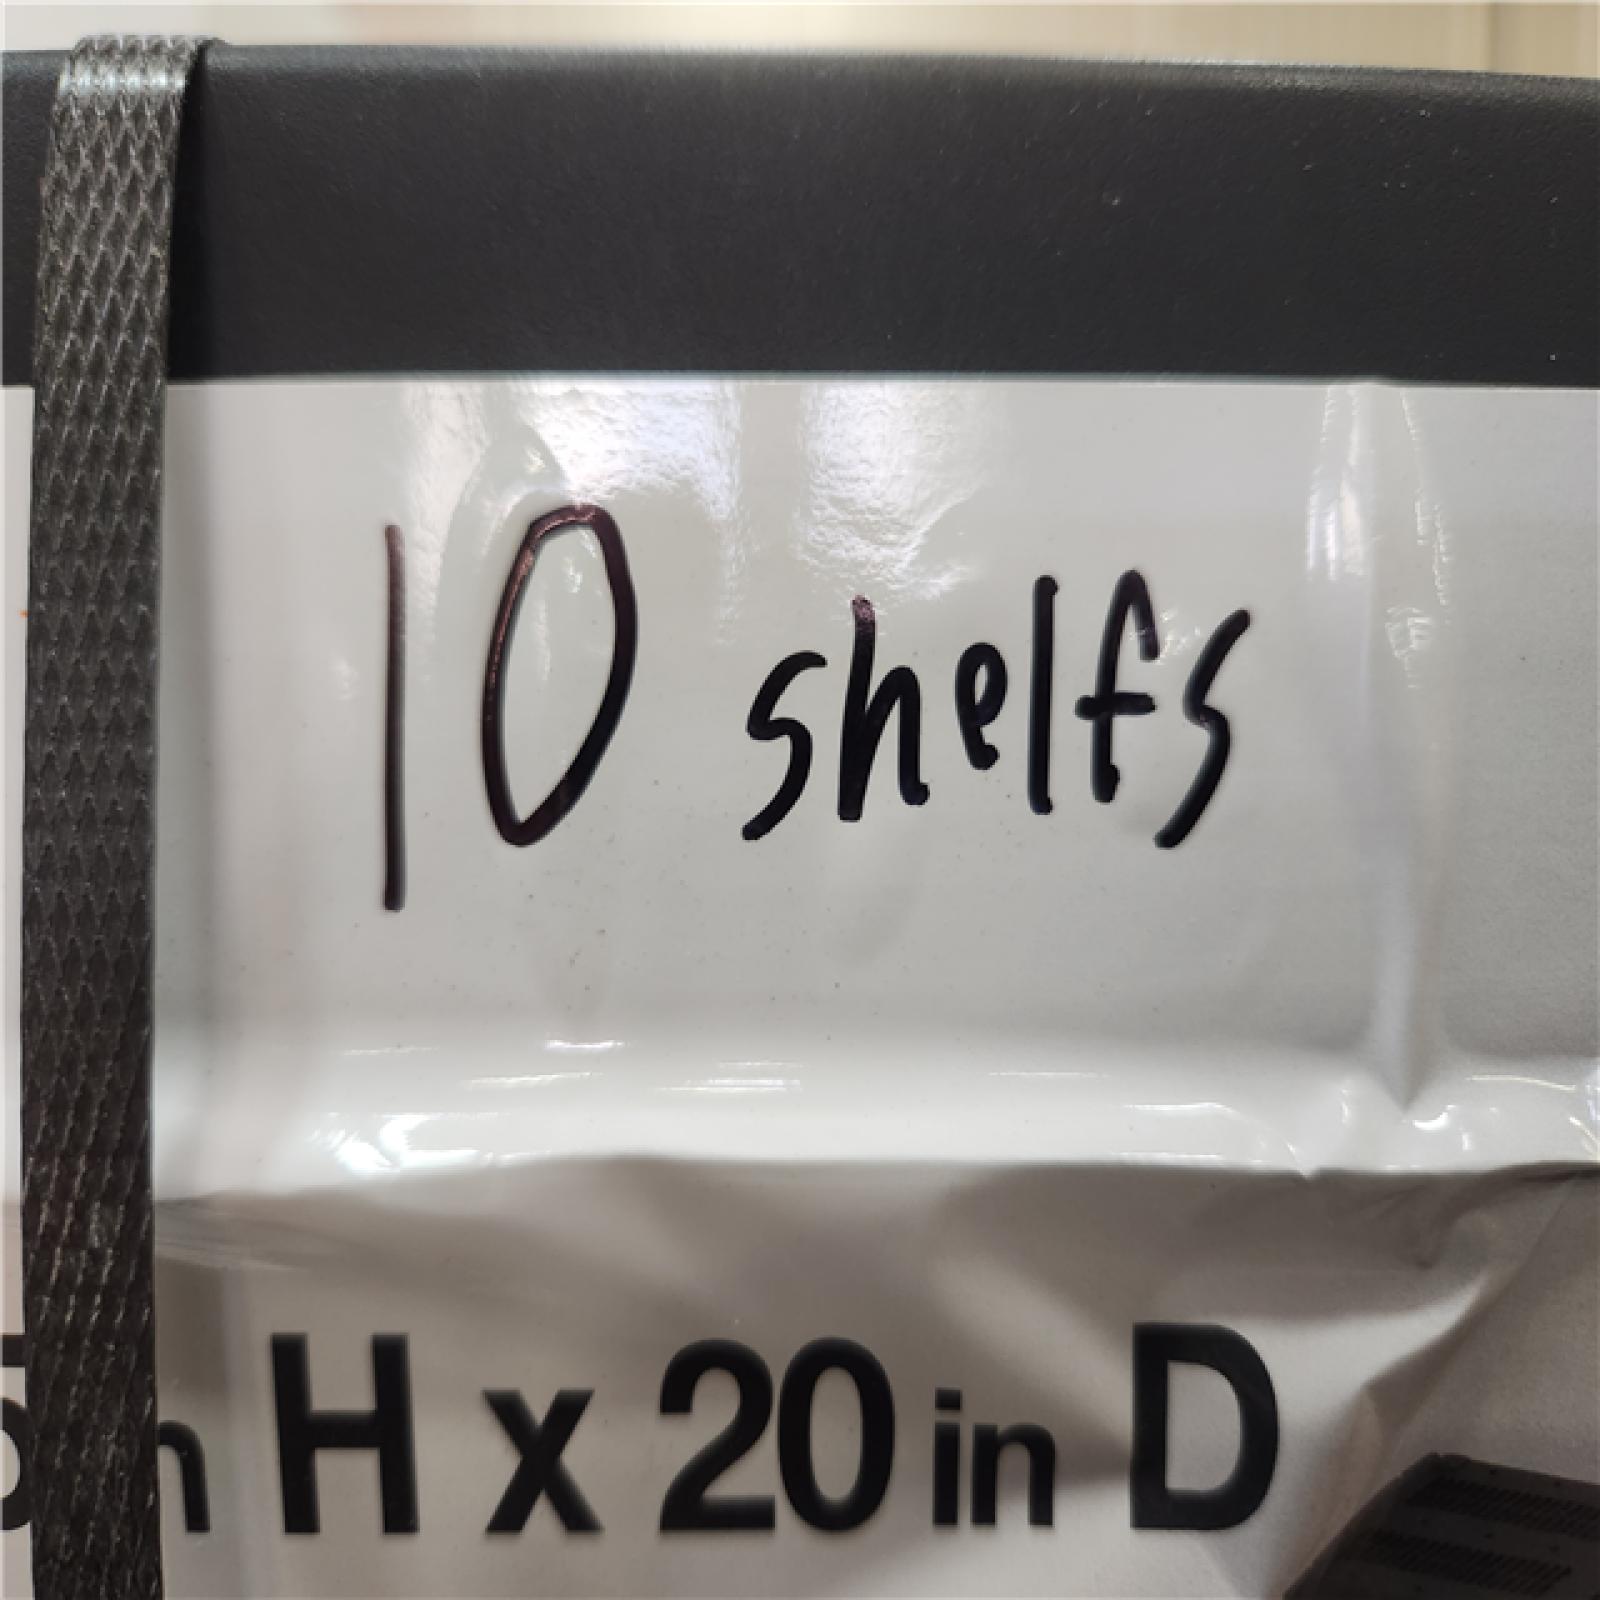 10 shelfs
H x 20 in D